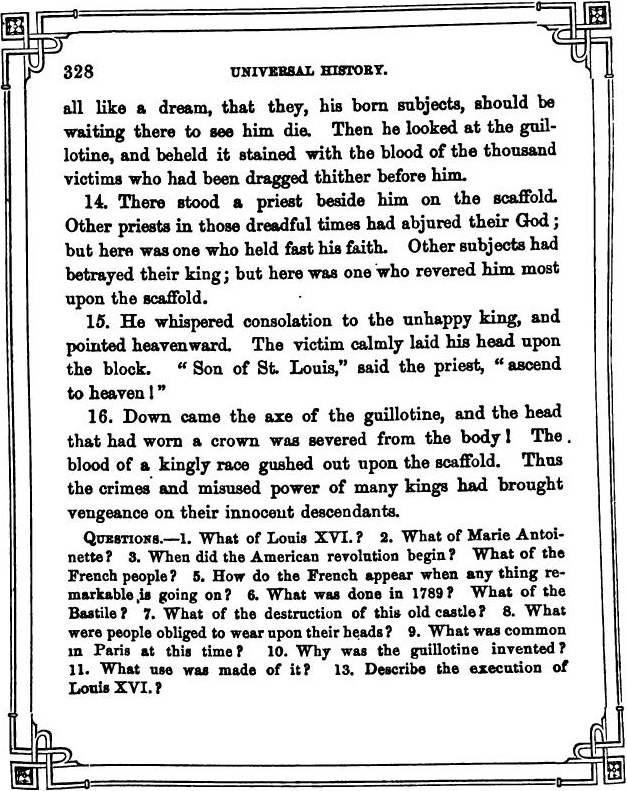 328 UNIVERSAL HISTORY.
all like a dream, that they, his born subjects, should be
waiting there to see him die. Then he looked at the guil-
lotine, and beheld it stained with the blood of the thousand
victims who had been dragged thither before him.
14. There stood a priest beside him on the scaffold.
Other priests in those dreadful times had abjured their God;
but here was one who held fast his faith. Other subjects had
betrayed their king; but here was one who revered him most
upon the scaffold.
15. He whispered consolation to the unhappy king, and
pointed heavenward. The victim calmly laid his head upon
the block. “Son of St. Louis,” said the priest, “ascend
to heaven!”
16. Down came the axe of the guillotine, and the head
that had worn a crown was severed from the body! The
blood of a kingly race gushed out upon the scaffold. Thus
the crimes and misused power of many kings had brought
vengeance on their innocent descendants.
QUESTIONS.—1. What of Louis XVI.? 2. What of Marie Antoi-
nette? 3. When did the American revolution begin? What of the
French people? 5. How do the French appear when any thing re-
markable is going on? 6. What was done in 1789? What of the
Bastile? 7. What of the destruction of this old castle? 8. What
were people obliged to wear upon their heads? 9. What was common
in Paris at this time? 10. Why was the guillotine invented?
11. What use was made of it? 13. Describe the execution of
Louis XVI.?